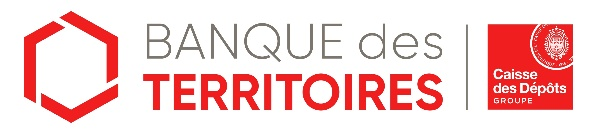 BANQUE des
TERRITOIRES
Caisse
des Dépôts
GROUPE